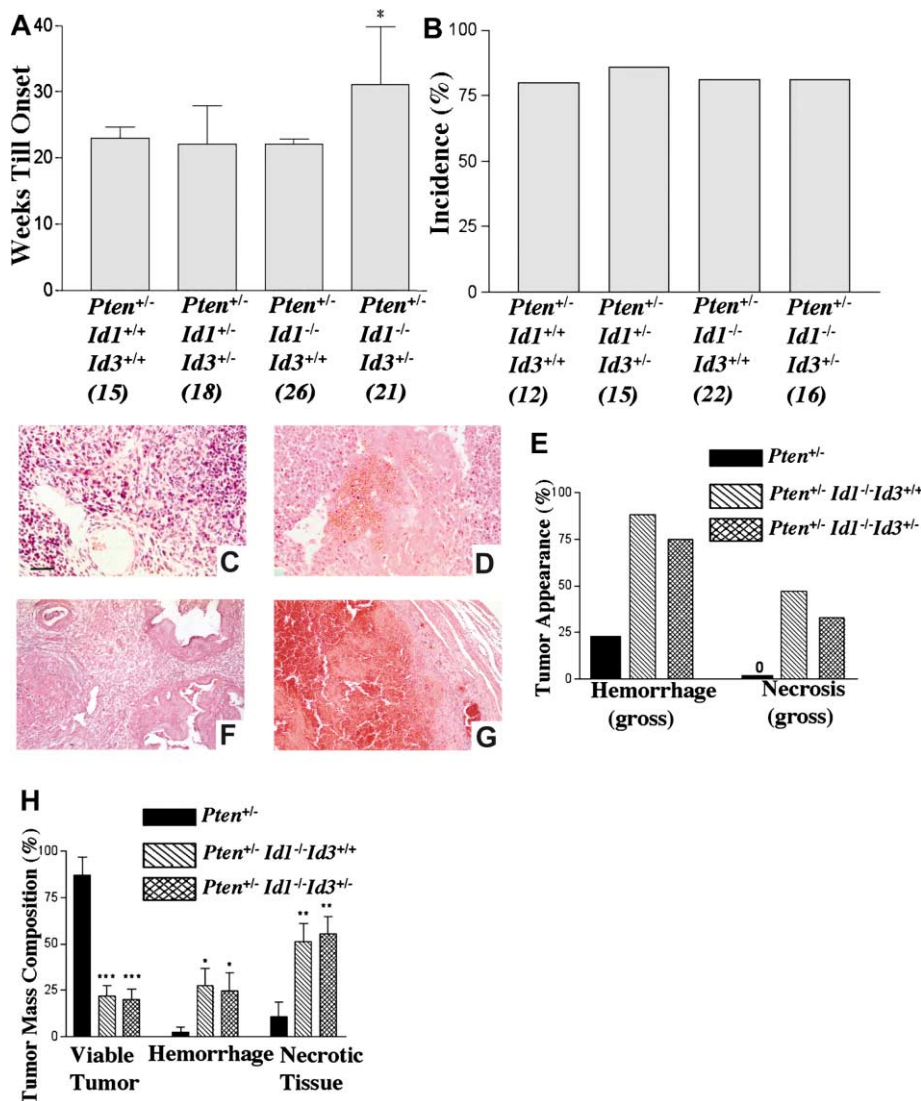 A
*
40
30
20
10
0
Weeks Till Onset
Pten+/- Pten+/- Pten+/- Pten+/-
Id1+/+ Id1+/- Id1-/- Id1-/-
Id3+/+ Id3+/- Id3+/+ Id3+/-
(15) (18) (26) (21)
B
100
75
50
25
0
Incidence (%)
Pten+/- Pten+/- Pten+/- Pten+/-
Id1+/+ Id1+/- Id1-/- Id1-/-
Id3+/+ Id3+/- Id3+/+ Id3+/-
(12) (15) (22) (16)
C
D
F
G
E
Pten+/-
Pten+/- Id1-/-Id3+/+
Pten+/- Id1-/-Id3+/-
100
75
50
25
0
Tumor Appearance (%)
0
Hemorrhage Necrosis
(gross) (gross)
H
Pten+/-
Pten+/- Id1-/-Id3+/+
Pten+/- Id1-/-Id3+/-
100
75
50
25
0
Tumor Mass Composition (%)
*** ***
* *
** **
Viable Hemorrhage Necrotic
Tumor Tissue